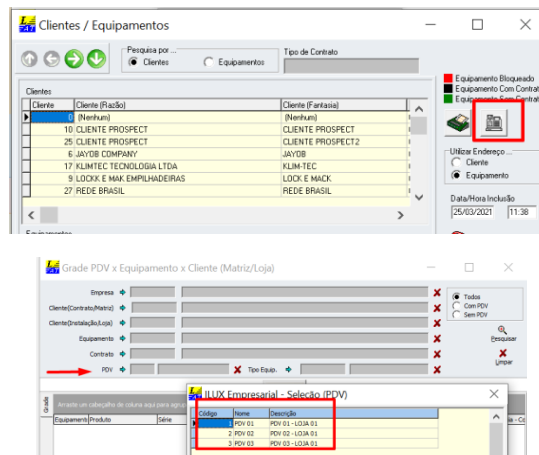 Clientes / Equipamentos
Pesquisa por ...
Clientes
Equipamentos
Tipo de Contrato
Equipamento Bloqueado
Equipamento Com Contrat
Equipamento Sem Contrat
Clientes
Cliente Cliente (Razão) Cliente (Fantasia)
0 (Nenhum) (Nenhum)
10 CLIENTE PROSPECT CLIENTE PROSPECT
25 CLIENTE PROSPECT CLIENTE PROSPECT2
6 JAYOB COMPANY JAYOB
17 KLIMTEC TECNOLOGIA LTDA KLIM-TEC
9 LOCKK E MAK EMPILHADEIRAS LOCK E MACK
27 REDE BRASIL REDE BRASIL
Utilizar Endereço ...
Cliente
Equipamento
Data/Hora Inclusão
25/03/2021 11:38
Equipamentos
Grade PDV x Equipamento x Cliente (Matriz/Loja)
Empresa
Cliente(Contrato/Matriz)
Cliente(Instalação/Loja)
Equipamento
Contrato
PDV Tipo Equip.
Todos
Com PDV
Sem PDV
Pesquisar
Limpar
Grade
Arraste um cabeçalho de coluna aqui para agru
Equipament Produto Série
ILUX Empresarial - Seleção (PDV)
Código Nome Descrição
1 PDV 01 PDV 01 - LOJA 01
2 PDV 02 PDV 02 - LOJA 01
3 PDV 03 PDV 03 - LOJA 01